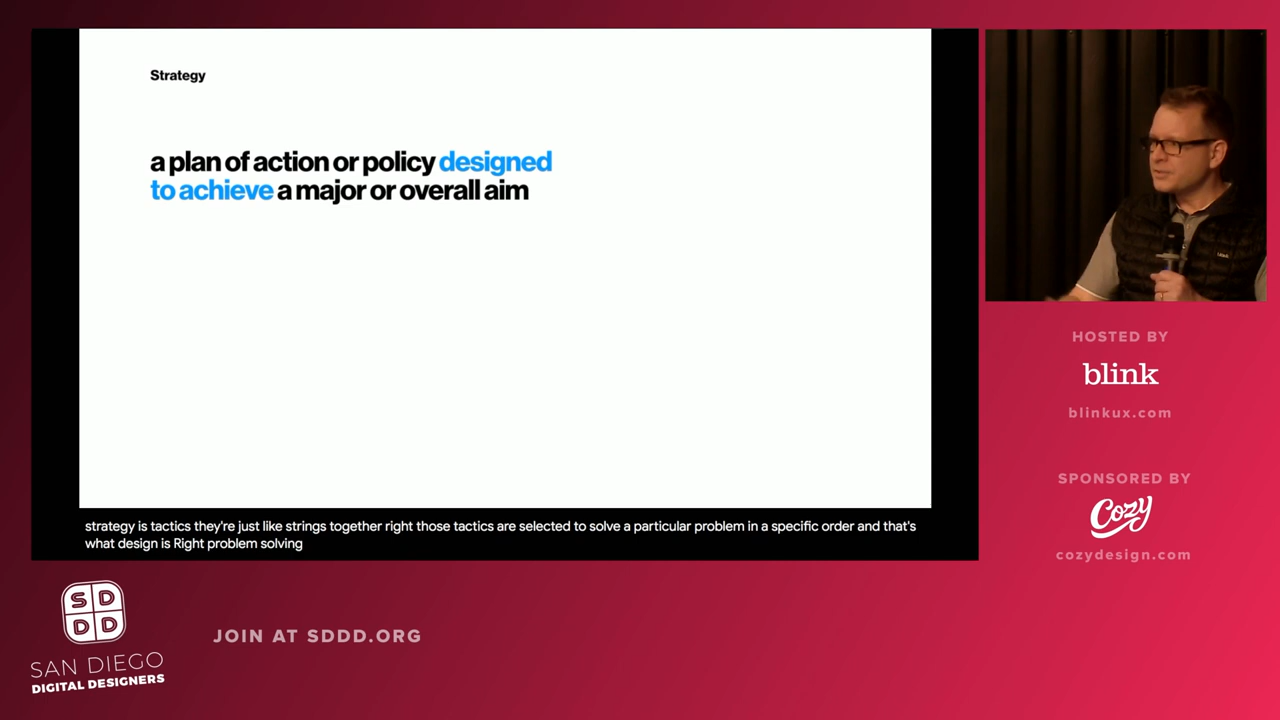 Strategy
a plan of action or policy designed
to achieve a major or overall aim
strategy is tactics they're just like strings together right those tactics are selected to solve a particular problem in a specific order and that's
what design is Right problem solving
HOSTED BY
blink
blinkux.com
SPONSORED BY
Cozy
cozydesign.com
SD
DD
SAN DIEGO
DIGITAL DESIGNERS
JOIN AT SDDD.ORG